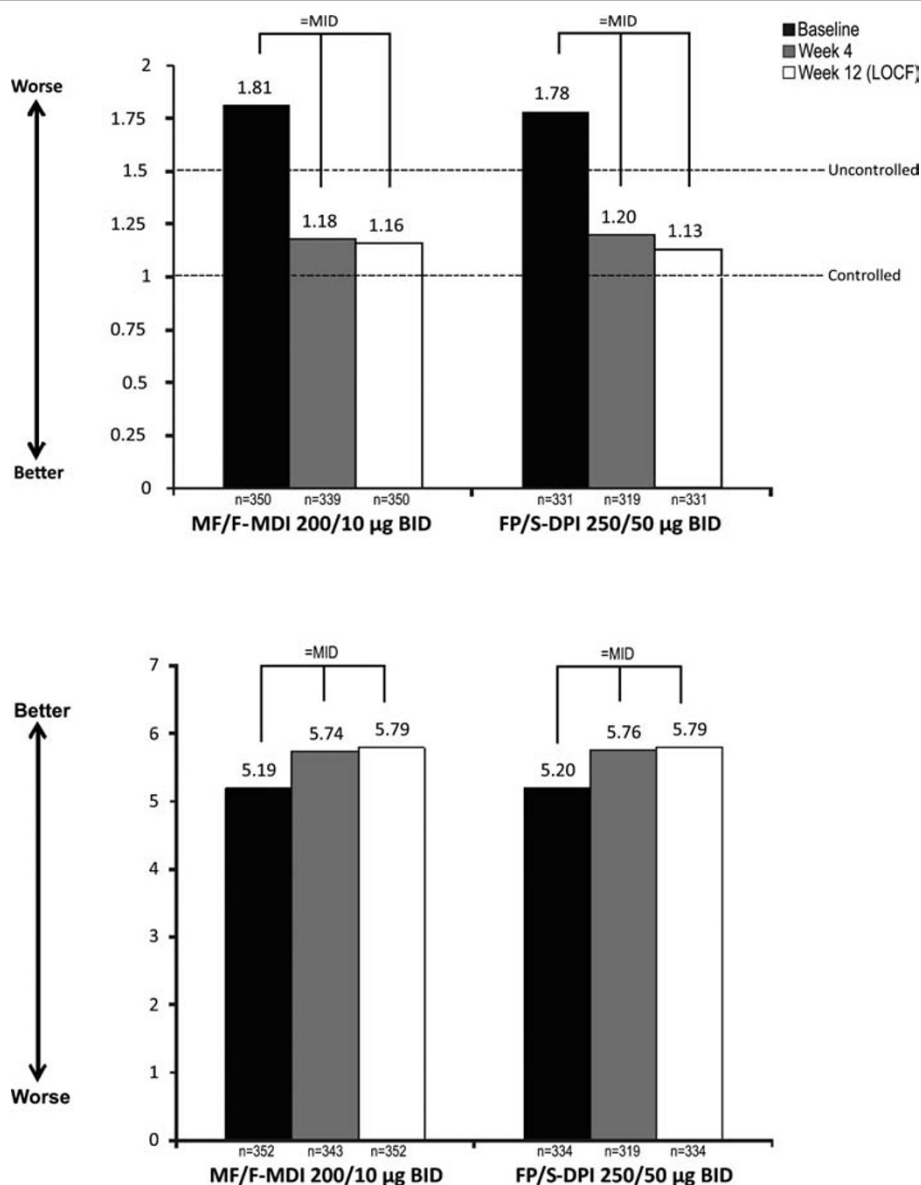 =MID
=MID
Baseline
Week 4
Week 12 (LOCF)
Worse
Better
2
1.75
1.5
1.25
1
0.75
0.5
0.25
0
1.81
1.18
1.16
1.78
1.20
1.13
Uncontrolled
Controlled
n=350 n=339 n=350
n=331 n=319 n=331
MF/F-MDI 200/10 µg BID
FP/S-DPI 250/50 µg BID
=MID
=MID
Better
Worse
7
6
5
4
3
2
1
0
5.19
5.74
5.79
5.20
5.76
5.79
n=352 n=343 n=352
n=334 n=319 n=334
MF/F-MDI 200/10 µg BID
FP/S-DPI 250/50 µg BID